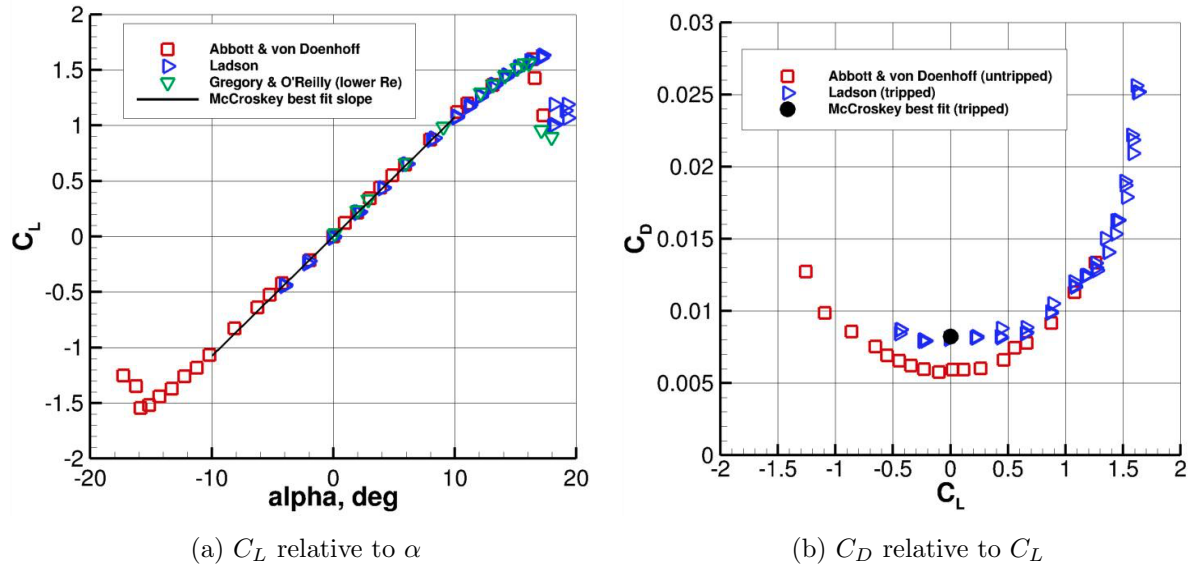 2
1.5
1
0.5
0
-0.5
-1
-1.5
-2
C_L
Abbott & von Doenhoff
Ladson
Gregory & O'Reilly (lower Re)
McCroskey best fit slope
-20 -10 0 10 20
alpha, deg
(a) C_L relative to α
0.03
0.025
0.02
0.015
0.01
0.005
0
C_D
Abbott & von Doenhoff (untripped)
Ladson (tripped)
McCroskey best fit (tripped)
-2 -1.5 -1 -0.5 0 0.5 1 1.5 2
C_L
(b) C_D relative to C_L